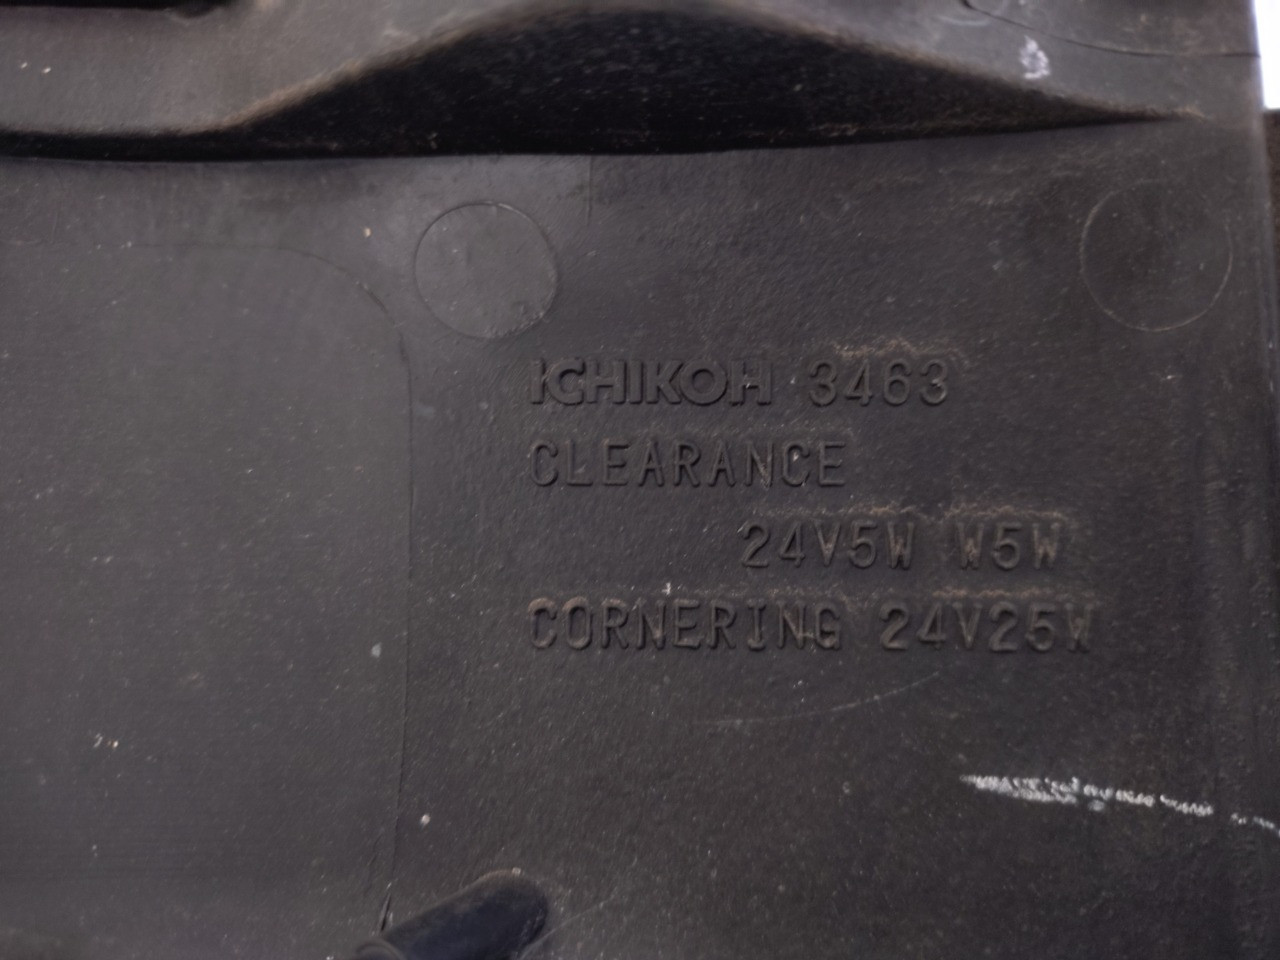 ICHIKOH 3463
CLEARANCE
24V5W W5W
CORNERING 24V25W